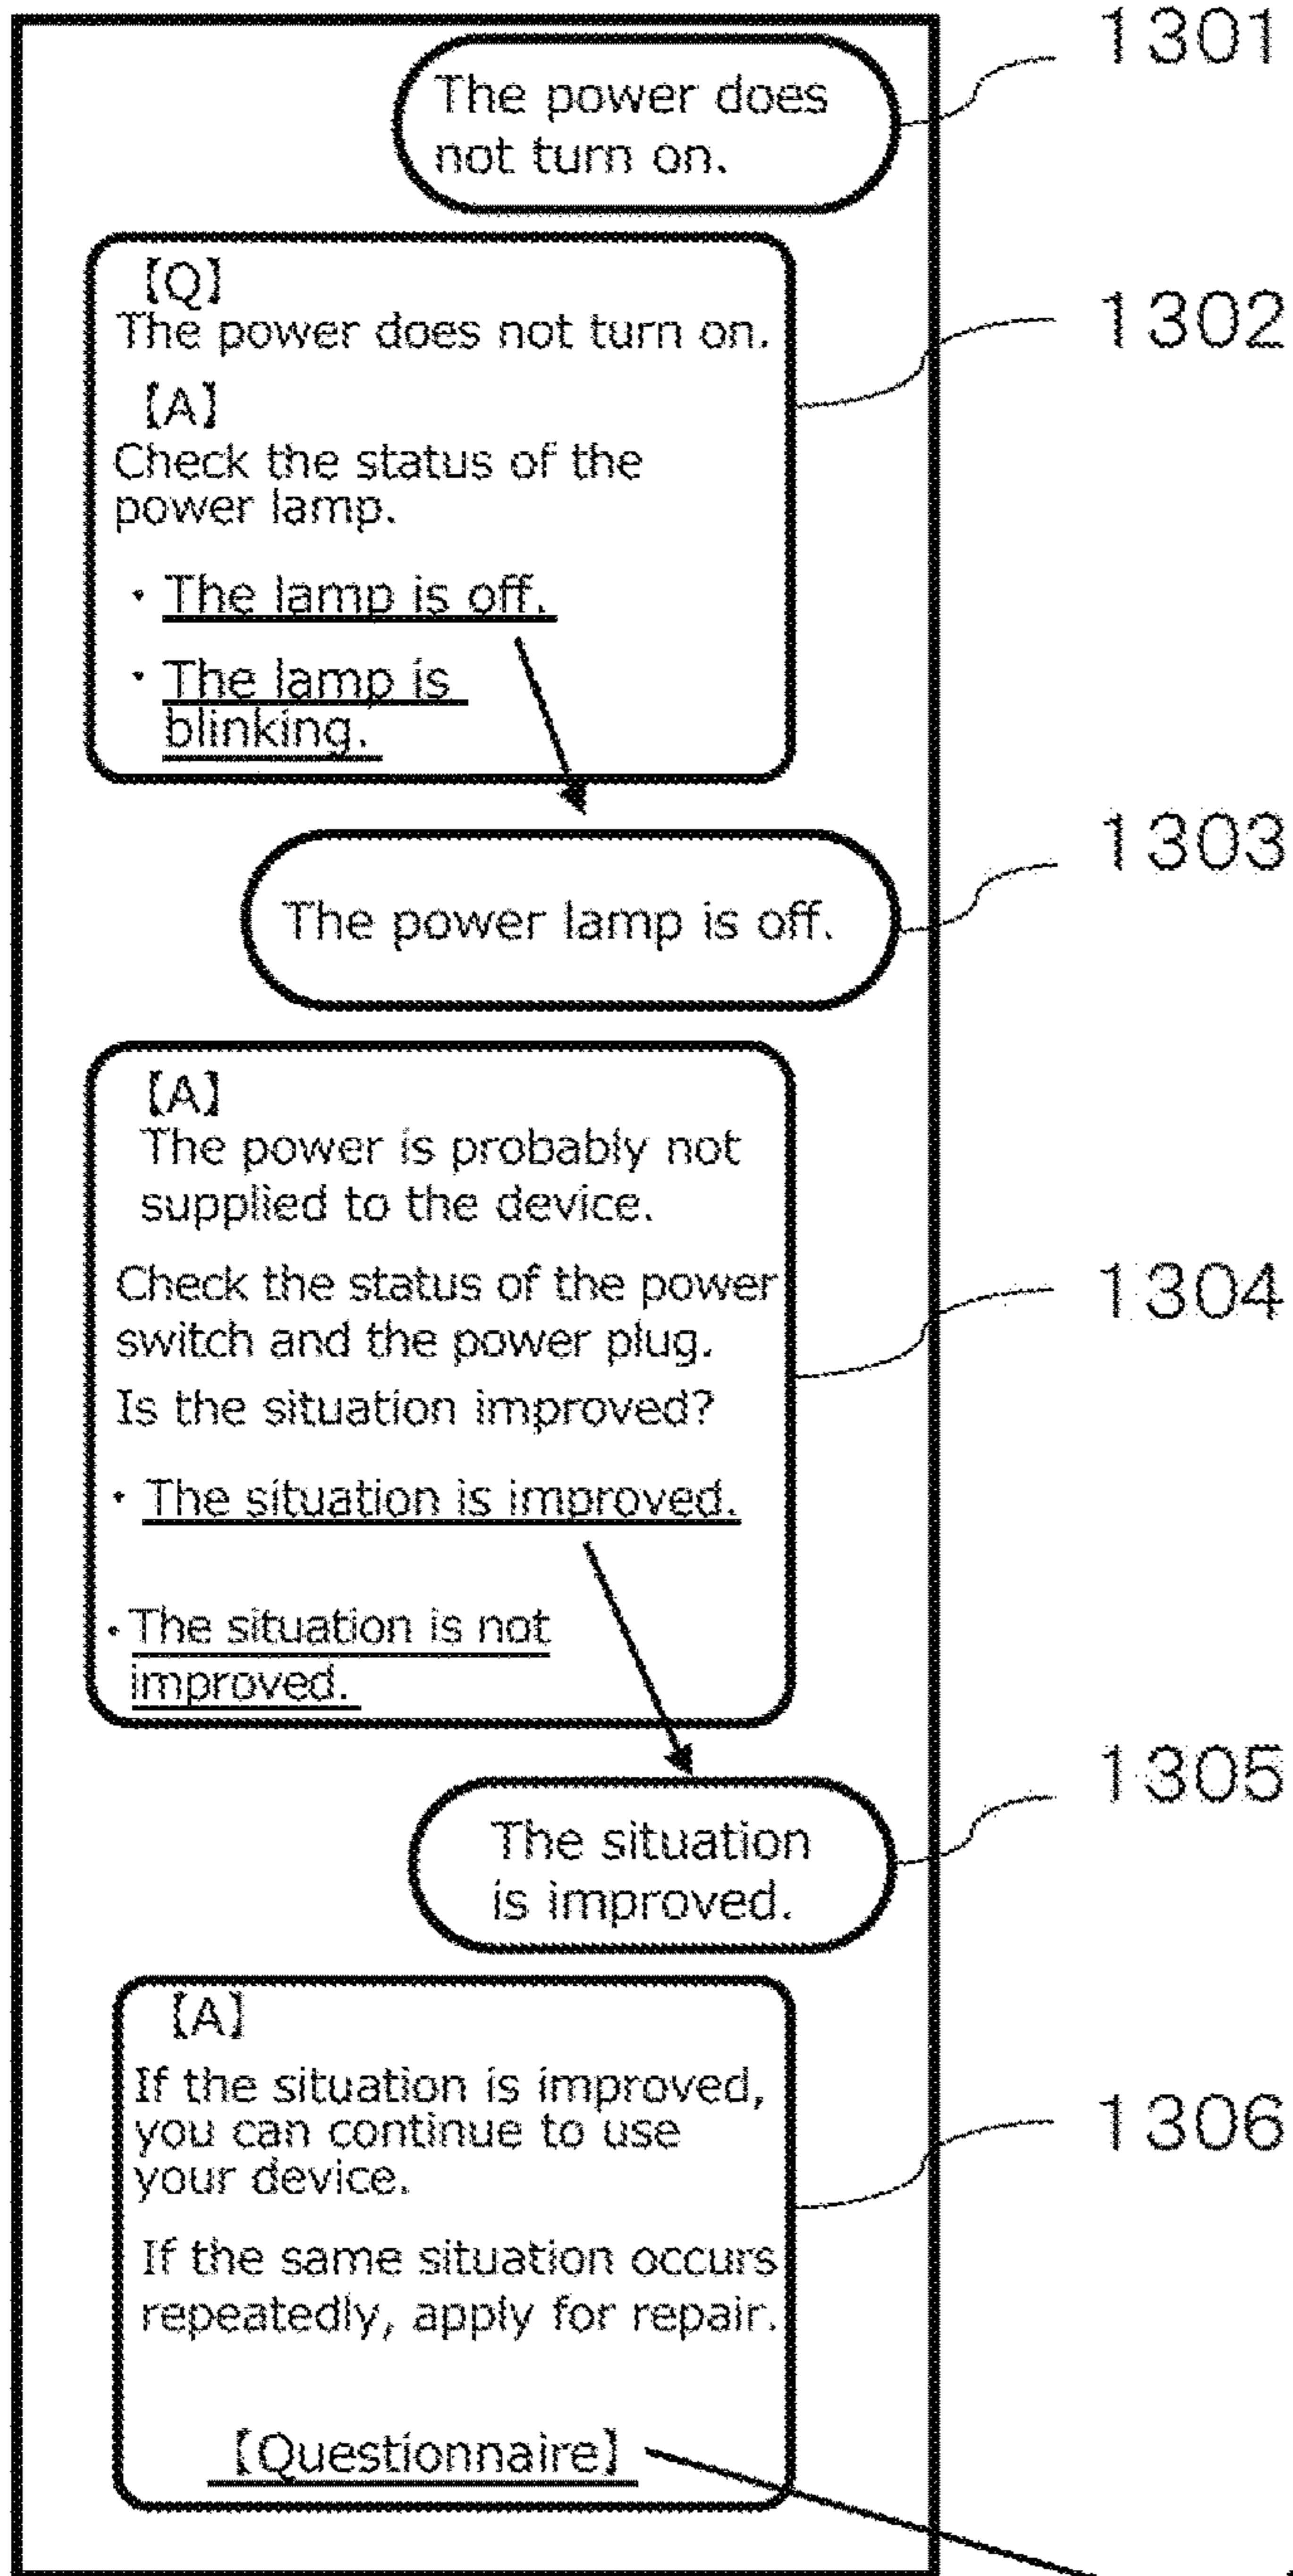 1301
The power does
not turn on.
1302
【Q】
The power does not turn on.
【A】
Check the status of the
power lamp.
・The lamp is off.
・The lamp is
blinking.
1303
The power lamp is off.
【A】
The power is probably not
supplied to the device.
1304
Check the status of the power
switch and the power plug.
Is the situation improved?
・The situation is improved.
・The situation is not
improved.
1305
The situation
is improved.
【A】
If the situation is improved,
you can continue to use
your device.
1306
If the same situation occurs
repeatedly, apply for repair.
【Questionnaire】